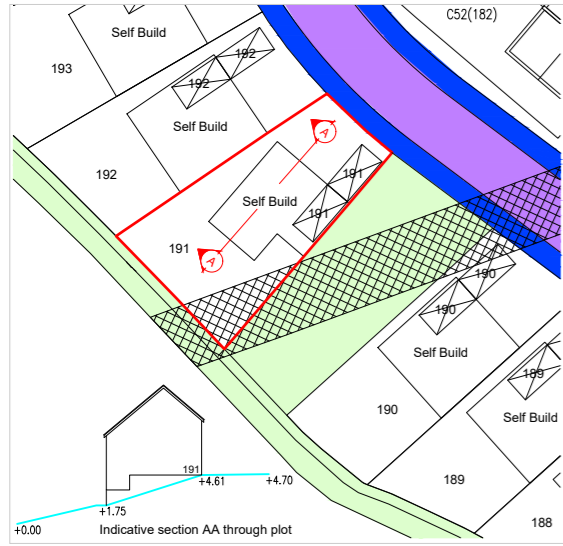 C52(182)
Self Build
193
192
192
Self Build
192
A
191
Self Build
191
191
A
190
190
Self Build
189
Self Build
190
189
188
191
+4.61
+4.70
+1.75
+0.00
Indicative section AA through plot